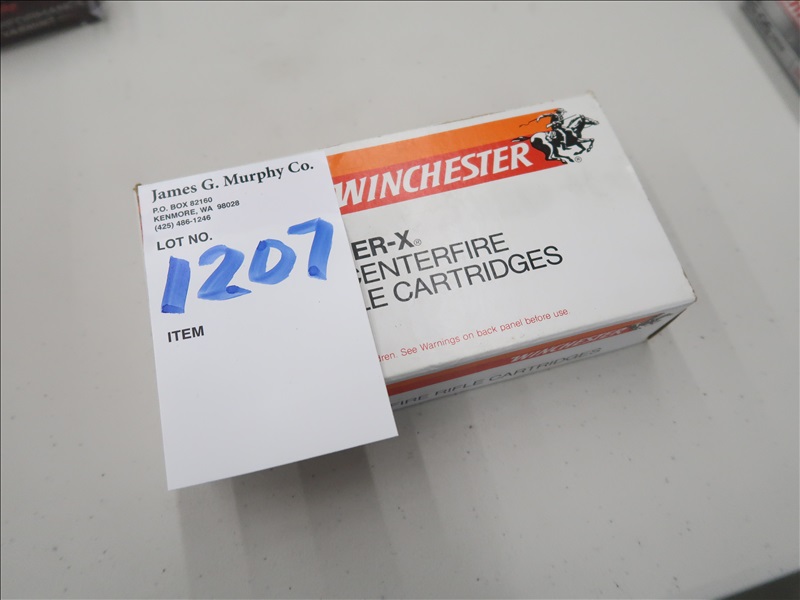 James G. Murphy Co.
P.O. BOX 82160
KENMORE, WA 98028
(425) 486-1246
LOT NO.
1207
ITEM
WINCHESTER
ER-X®
CENTERFIRE
LE CARTRIDGES
dren. See Warnings on back panel before use.
WINCHESTER
FIRE RIFLE CARTRIDGES